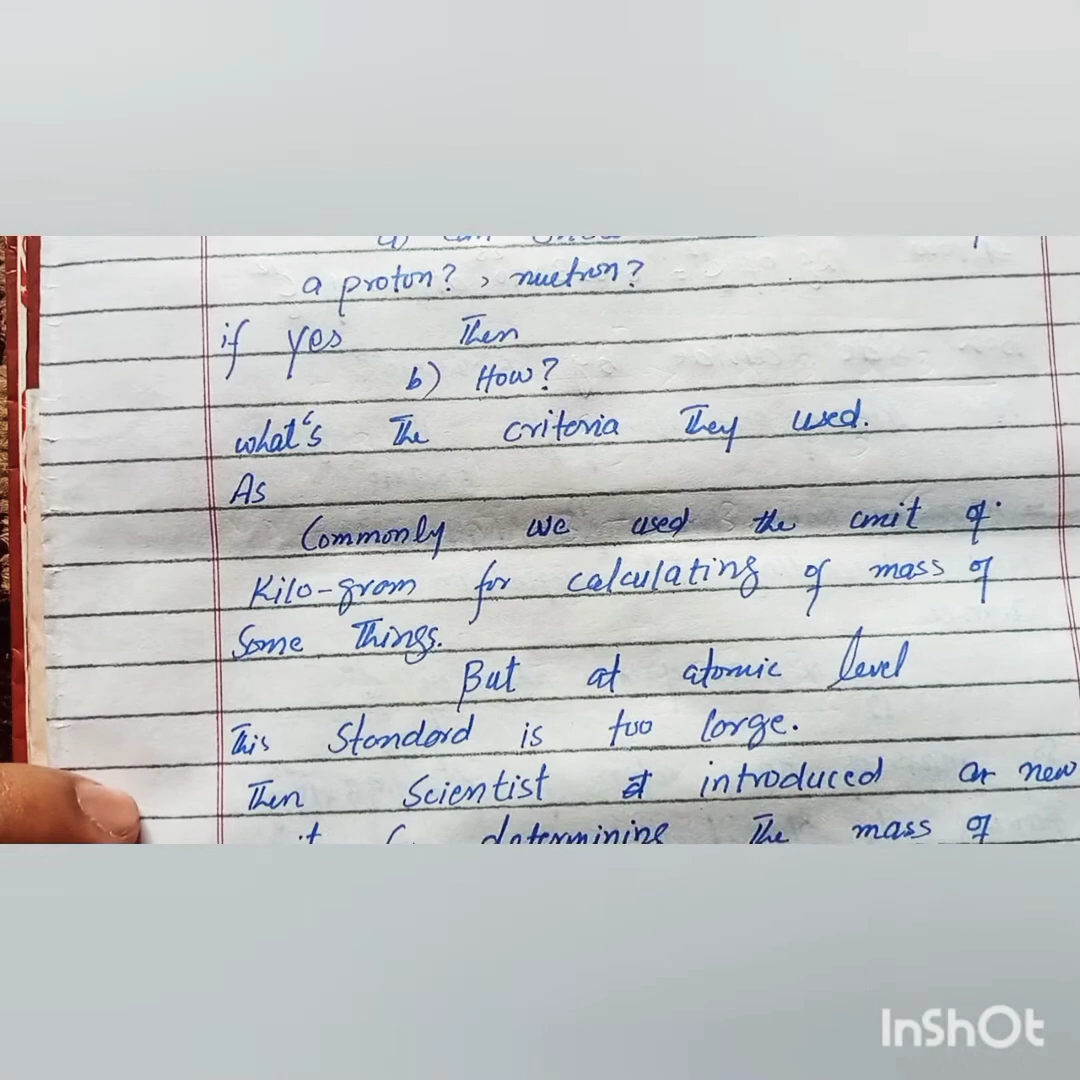 a proton? , nuetron?
if yes Then
b) How?
what's The criteria They used.
As
Commonly we used the unit of
Kilo-gram for calculating of mass of
Some Things.
But at atomic level
This Standard is too large.
Then Scientist introduced a new
determining The mass of
InShOt